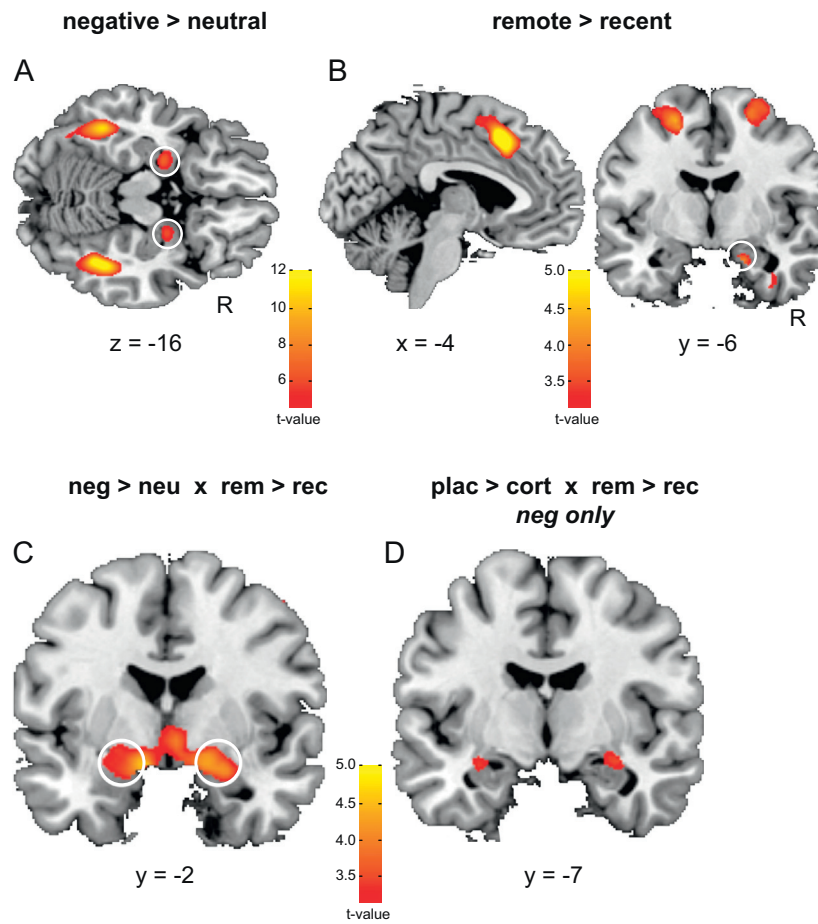 negative > neutral
remote > recent
A
B
R
z = -16
12
10
8
6
t-value
x = -4
5.0
4.5
4.0
3.5
t-value
R
y = -6
neg > neu x rem > rec
plac > cort x rem > rec
neg only
C
D
y = -2
5.0
4.5
4.0
3.5
t-value
y = -7